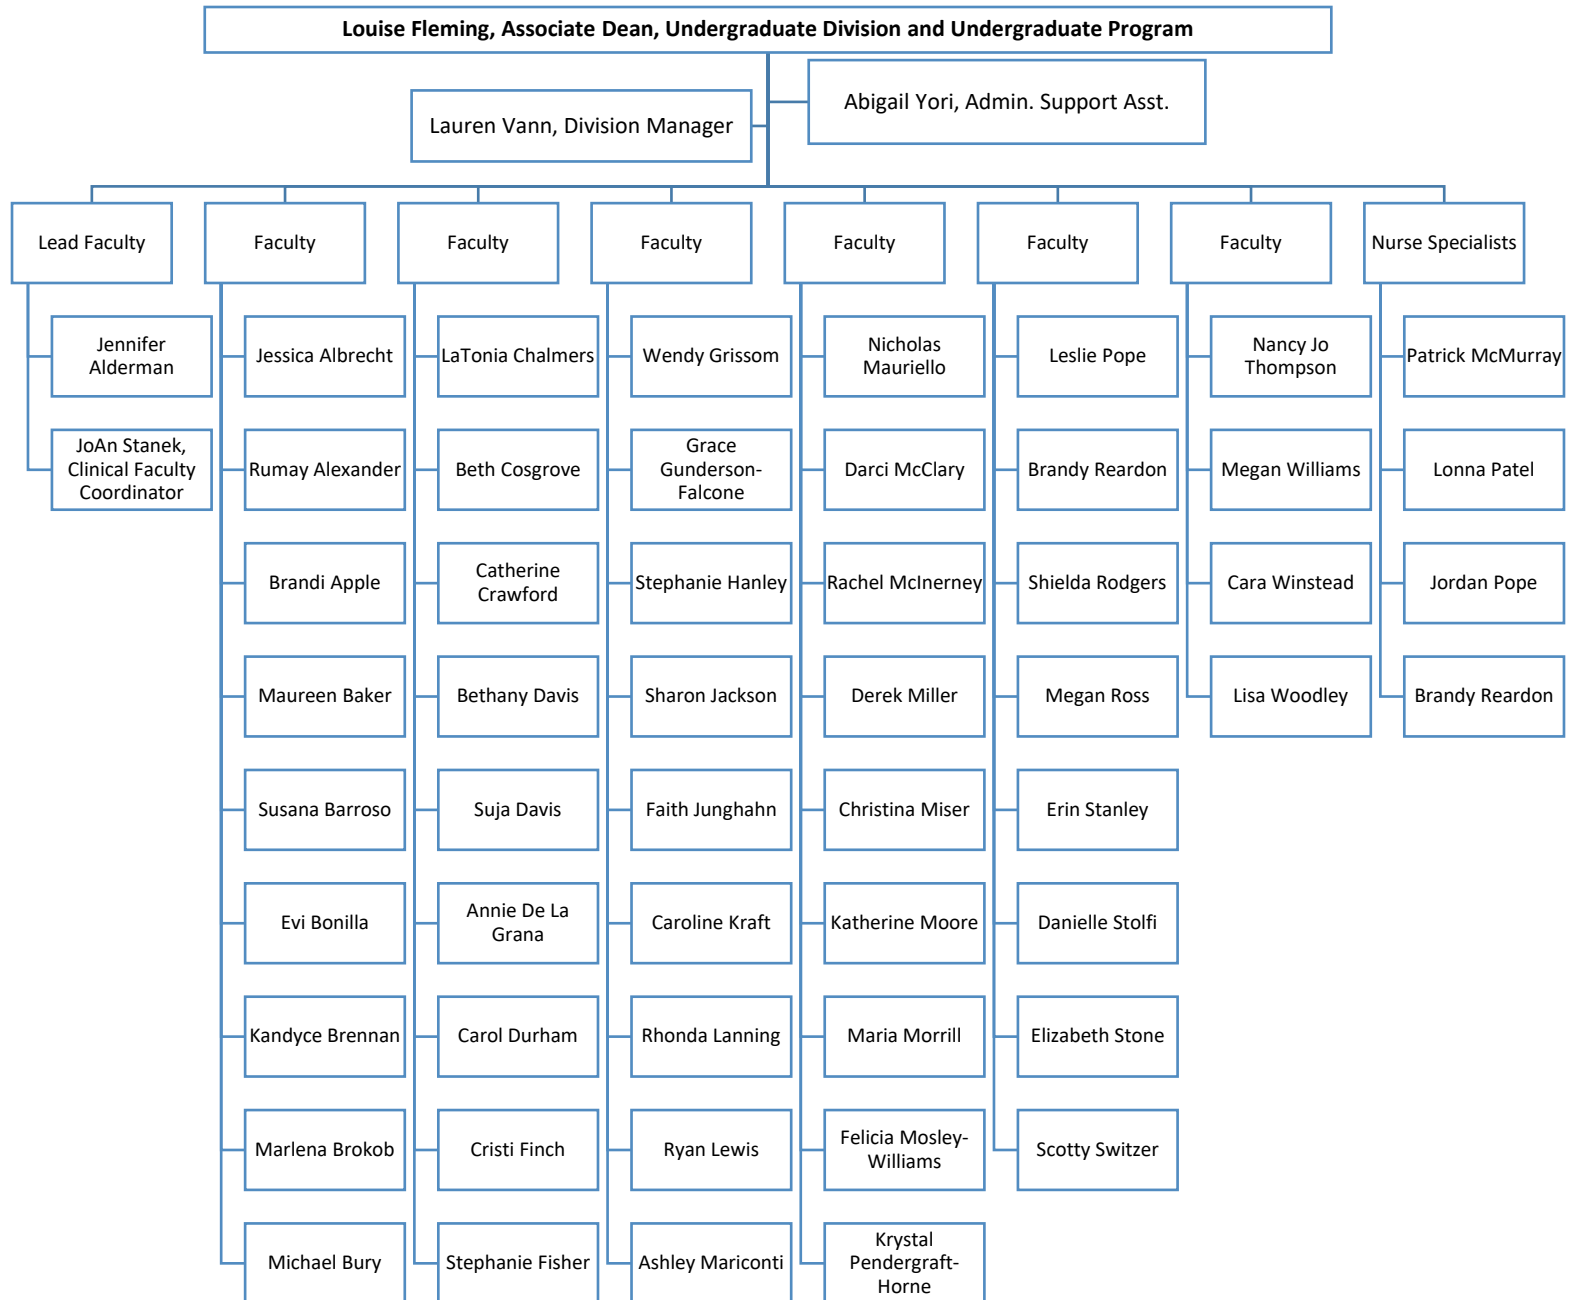 Louise Fleming, Associate Dean, Undergraduate Division and Undergraduate Program
Abigail Yori, Admin. Support Asst.
Lauren Vann, Division Manager
Lead Faculty
Jennifer
Alderman
JoAn Stanek,
Clinical Faculty
Coordinator
Faculty
Jessica Albrecht
Rumay Alexander
Brandi Apple
Maureen Baker
Susana Barroso
Evi Bonilla
Kandyce Brennan
Marlena Brokob
Michael Bury
Faculty
LaTonia Chalmers
Beth Cosgrove
Catherine
Crawford
Bethany Davis
Suja Davis
Annie De La
Grana
Carol Durham
Cristi Finch
Stephanie Fisher
Faculty
Wendy Grissom
Grace
Gunderson-
Falcone
Stephanie Hanley
Sharon Jackson
Faith Junghahn
Caroline Kraft
Rhonda Lanning
Ryan Lewis
Ashley Mariconti
Faculty
Nicholas
Mauriello
Darci McClary
Rachel McInerney
Derek Miller
Christina Miser
Katherine Moore
Maria Morrill
Felicia Mosley-
Williams
Krystal
Pendergraft-
Horne
Faculty
Leslie Pope
Brandy Reardon
Shielda Rodgers
Megan Ross
Erin Stanley
Danielle Stolfi
Elizabeth Stone
Scotty Switzer
Faculty
Nancy Jo
Thompson
Megan Williams
Cara Winstead
Lisa Woodley
Nurse Specialists
Patrick McMurray
Lonna Patel
Jordan Pope
Brandy Reardon